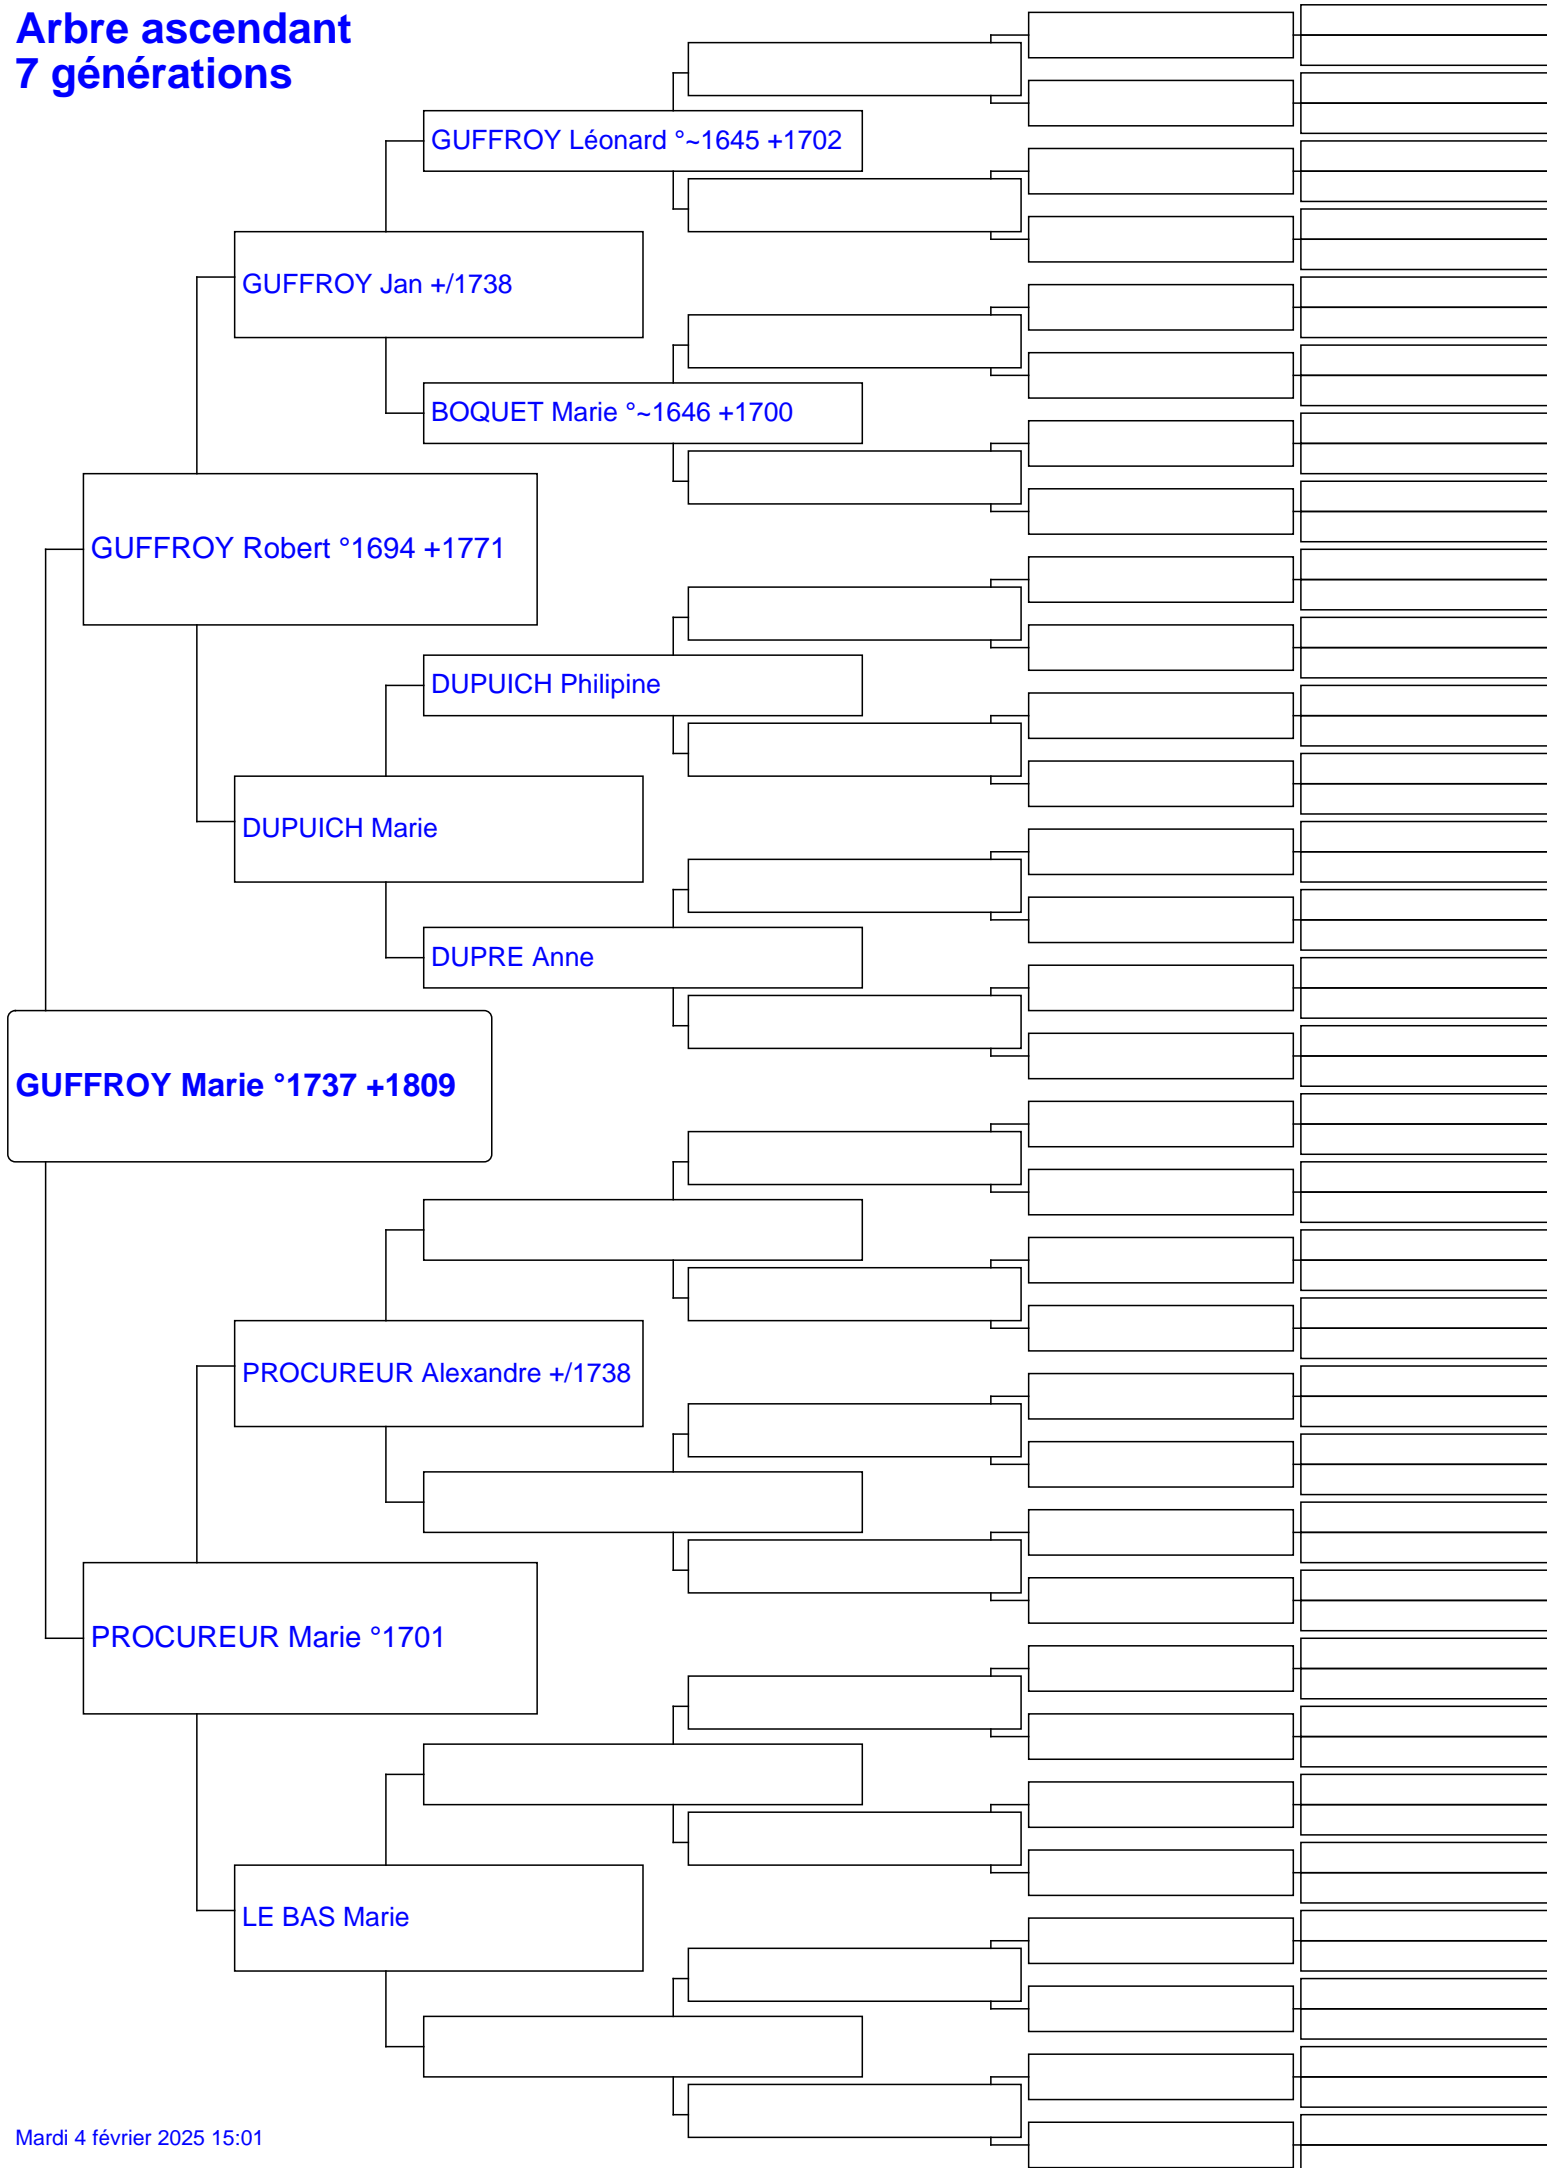 Arbre ascendant
7 générations
GUFFROY Léonard °~1645 +1702
GUFFROY Jan +/1738
BOQUET Marie °~1646 +1700
GUFFROY Robert °1694 +1771
DUPUICH Philipine
DUPUICH Marie
DUPRE Anne
GUFFROY Marie °1737 +1809
PROCUREUR Alexandre +/1738
PROCUREUR Marie °1701
LE BAS Marie
Mardi 4 février 2025 15:01